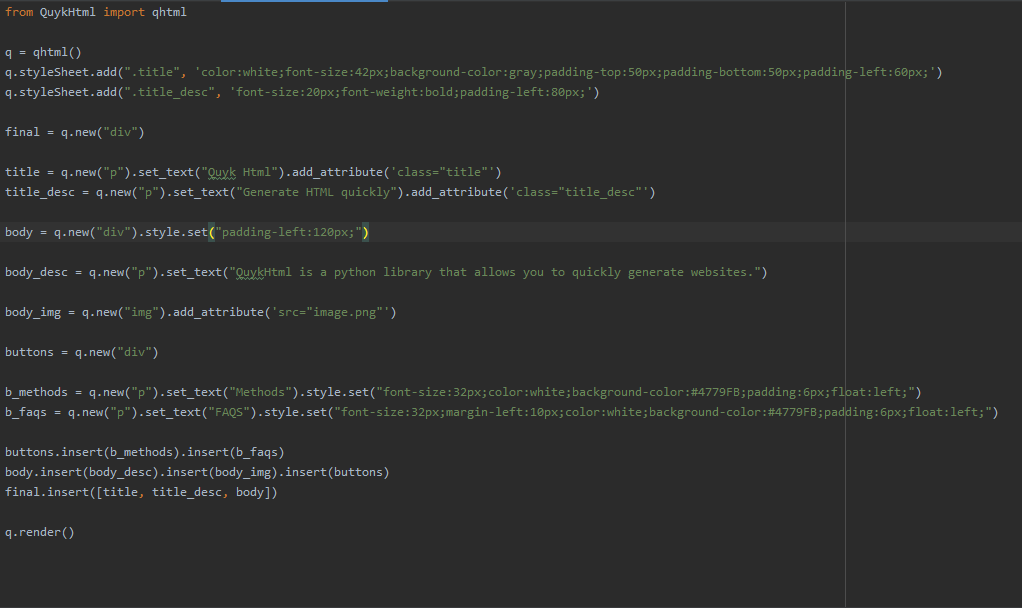 from QuykHtml import qhtml
q = qhtml()
q.styleSheet.add(".title", 'color:white;font-size:42px;background-color:gray;padding-top:50px;padding-bottom:50px;padding-left:60px;')
q.styleSheet.add(".title_desc", 'font-size:20px;font-weight:bold;padding-left:80px;')
final = q.new("div")
title = q.new("p").set_text("Quyk Html").add_attribute('class="title"')
title_desc = q.new("p").set_text("Generate HTML quickly").add_attribute('class="title_desc"')
body = q.new("div").style.set("padding-left:120px;")
body_desc = q.new("p").set_text("QuykHtml is a python library that allows you to quickly generate websites.")
body_img = q.new("img").add_attribute('src="image.png"')
buttons = q.new("div")
b_methods = q.new("p").set_text("Methods").style.set("font-size:32px;color:white;background-color:#4779FB;padding:6px;float:left;")
b_faqs = q.new("p").set_text("FAQS").style.set("font-size:32px;margin-left:10px;color:white;background-color:#4779FB;padding:6px;float:left;")
buttons.insert(b_methods).insert(b_faqs)
body.insert(body_desc).insert(body_img).insert(buttons)
final.insert([title, title_desc, body])
q.render()